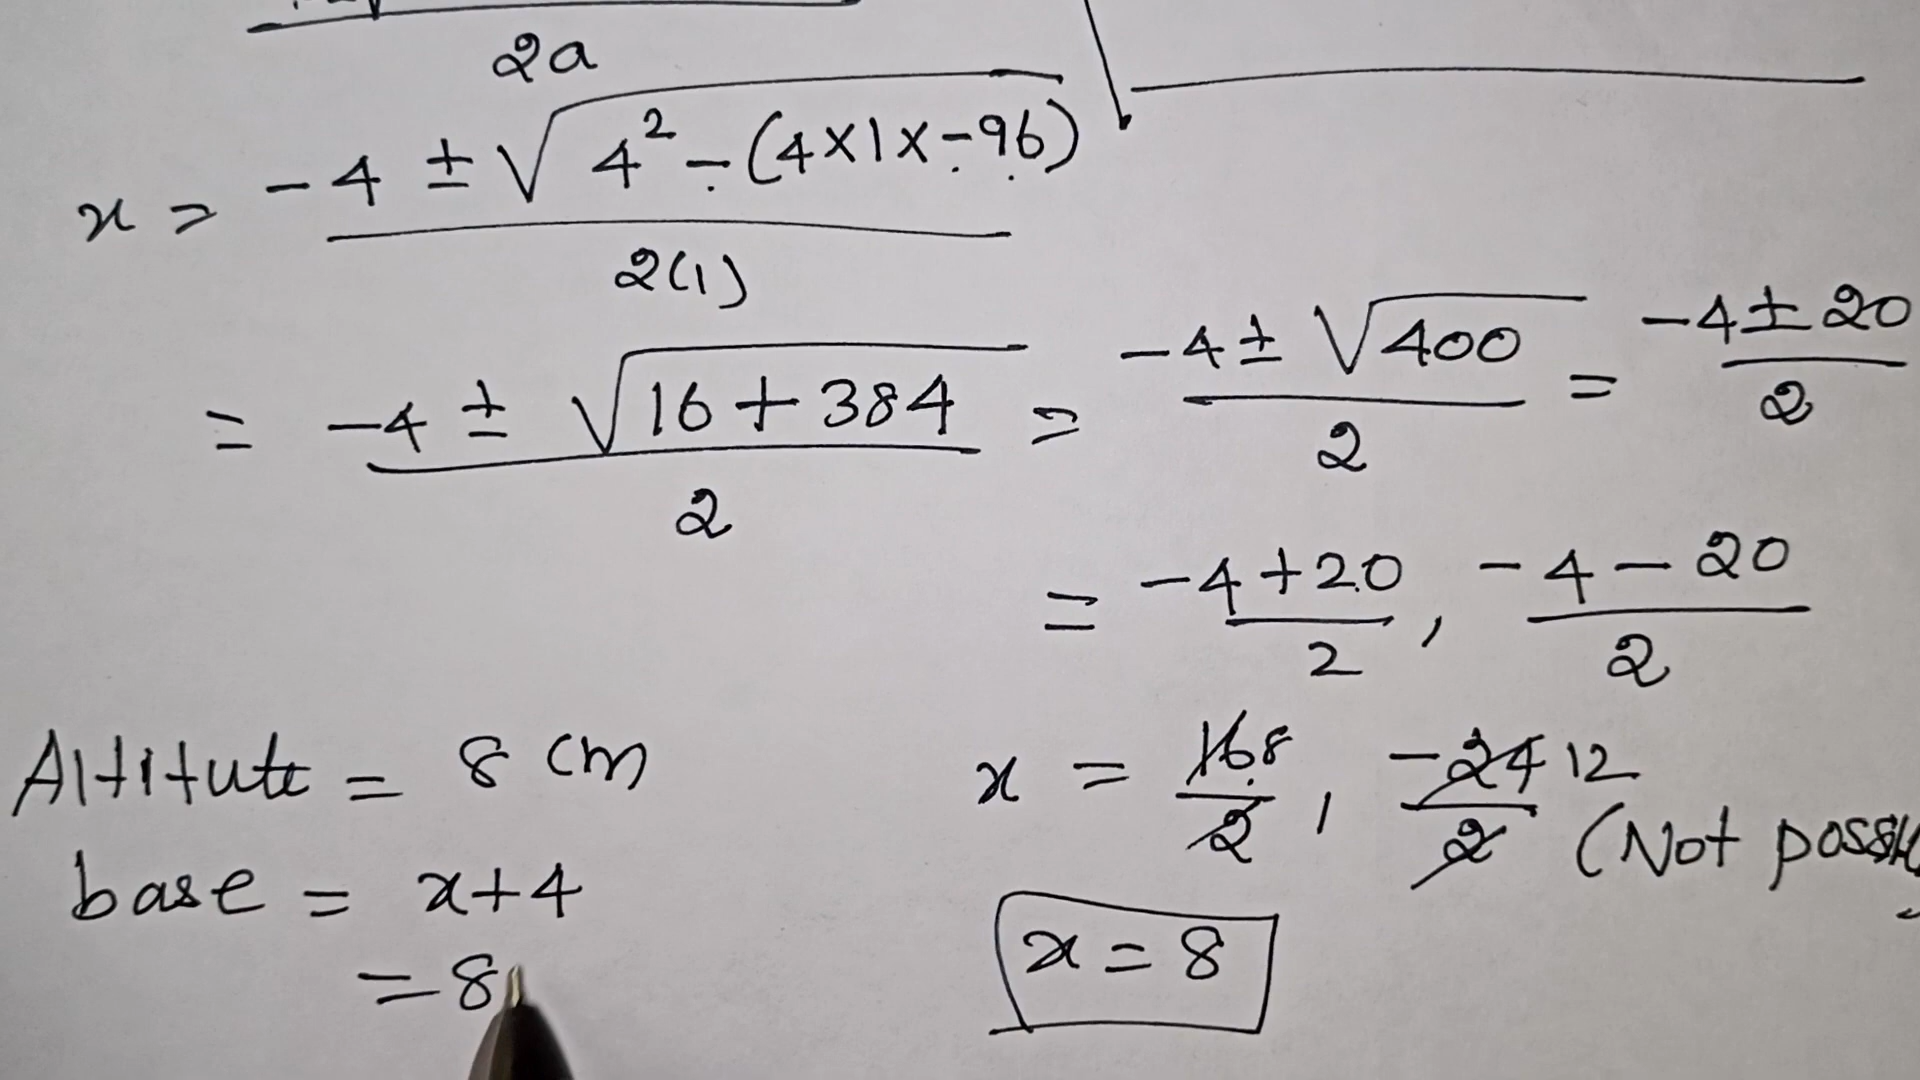 2a
x = -4 ± √4² - (4×1×-96)
2(1)
= -4 ± √16+384 = -4 ± √400 = -4 ± 20
2 2 2
= -4+20, -4-20
2 2
Altitute = 8 cm
x = 16 8, -24 12
2 2 (Not
base = x+4
= 8
x = 8